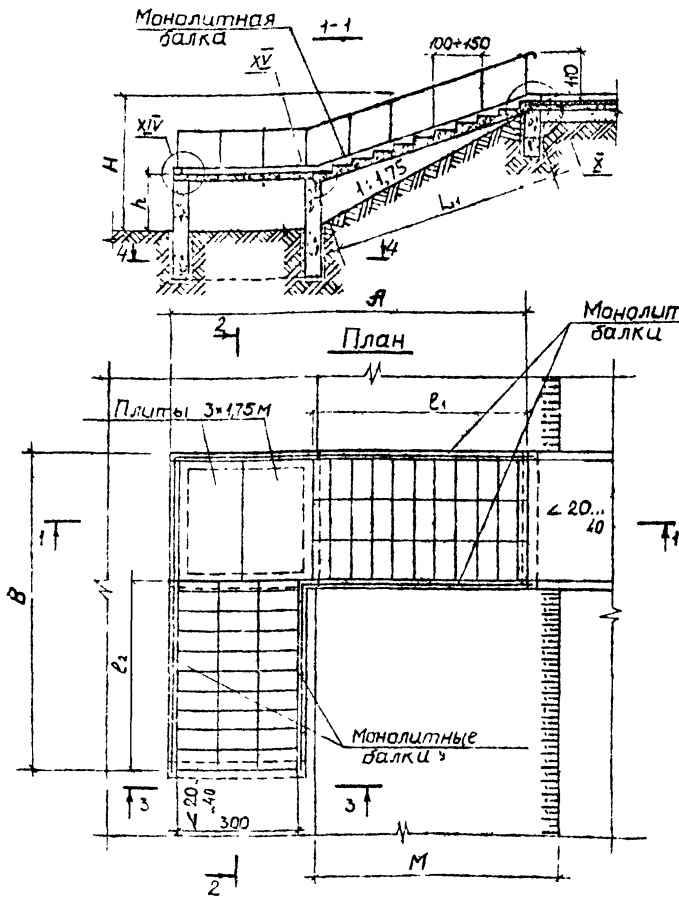 Монолитная
балка
1-1
XV
100÷150
110
XIV
H
h
1:1,75
L₁
X
4
4
A
2
План
Монолит
балки
Плиты 3×1,75м
ℓ₁
1
∠ 20...
40
1
B
ℓ₂
Монолитные
балки
3
∠ 20..
..40
3
300
2
M